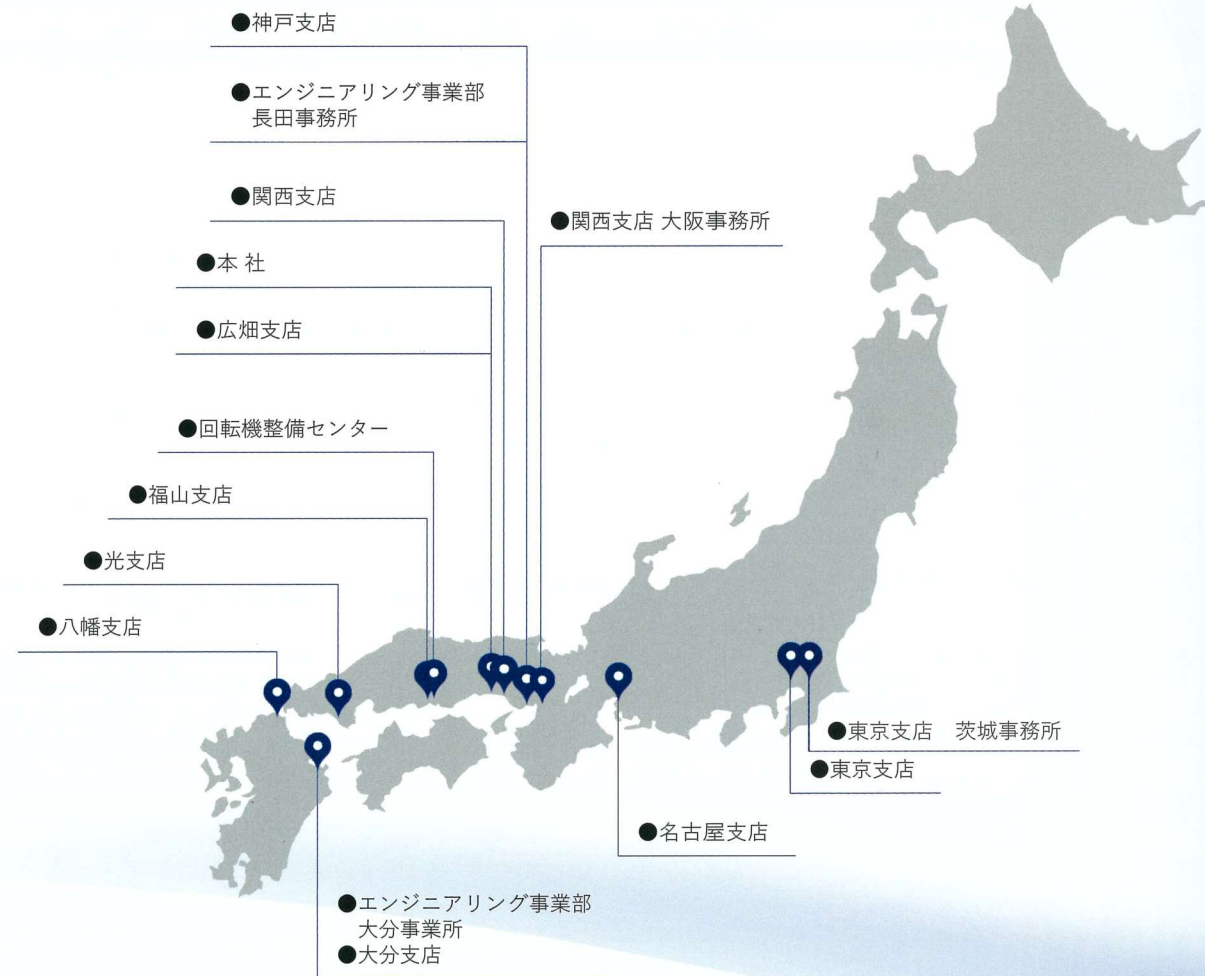 ●神戸支店
●エンジニアリング事業部
長田事務所
●関西支店
●関西支店 大阪事務所
●本 社
●広畑支店
●回転機整備センター
●福山支店
●光支店
●八幡支店
●東京支店　茨城事務所
●東京支店
●名古屋支店
●エンジニアリング事業部
大分事業所
●大分支店